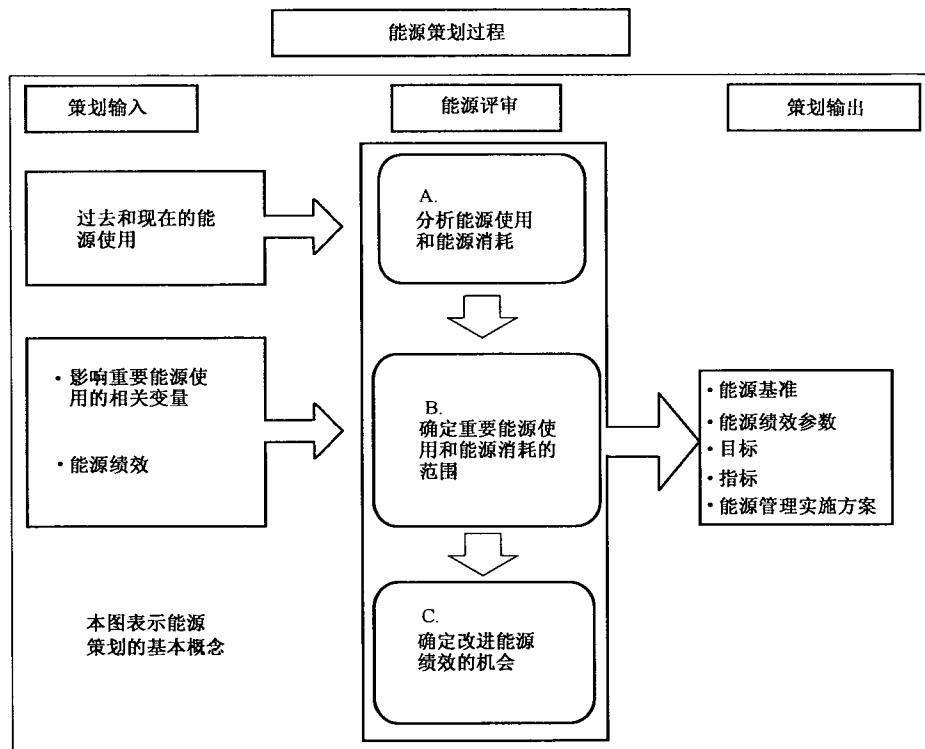 能源策划过程
策划输入
能源评审
策划输出
过去和现在的能
源使用
A.
分析能源使用
和能源消耗
·影响重要能源使
用的相关变量
·能源绩效
B.
确定重要能源使
用和能源消耗的
范围
·能源基准
·能源绩效参数
·目标
·指标
·能源管理实施方案
C.
确定改进能源
绩效的机会
本图表示能源
策划的基本概念